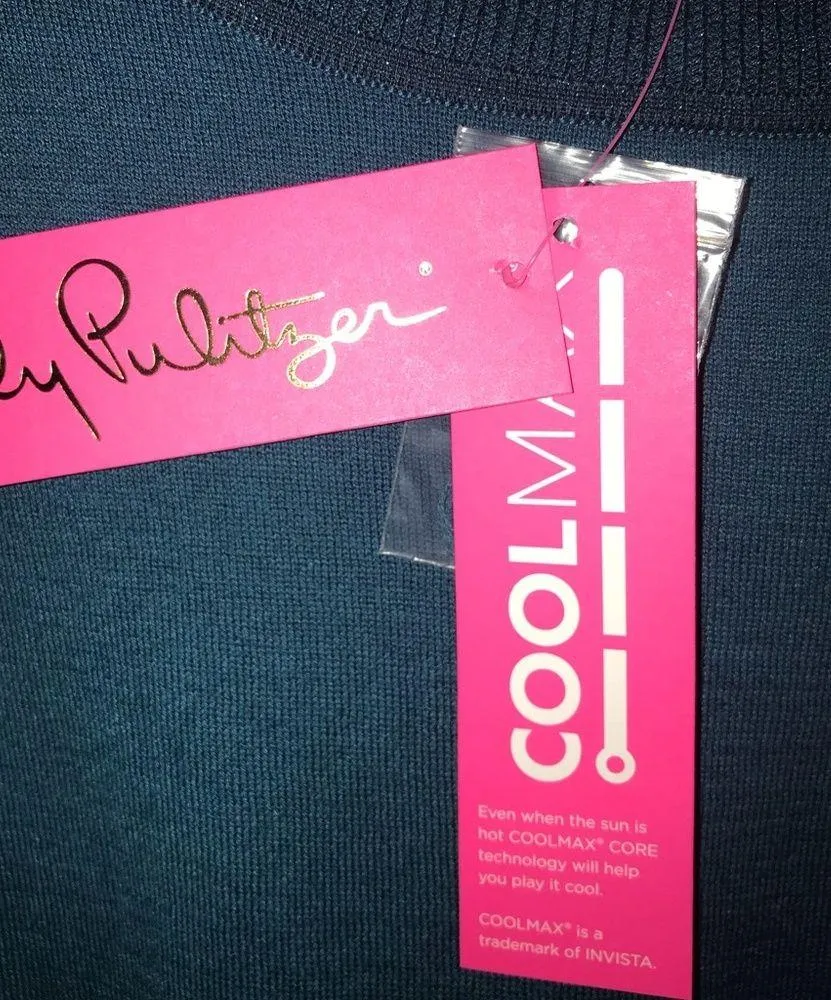 ly Pulitzer®
COOLMAX
Even when the sun is
hot COOLMAX® CORE
technology will help
you play it cool.
COOLMAX® is a
trademark of INVISTA.